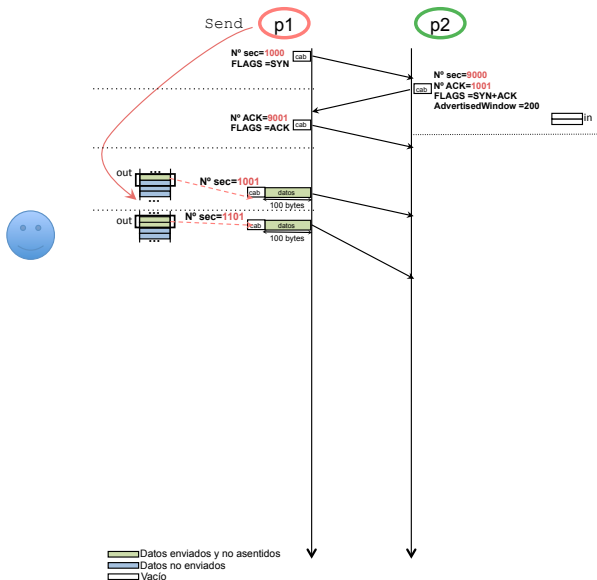 Send
p1
p2
Nº sec=1000
FLAGS =SYN
cab
Nº sec=9000
Nº ACK=1001
FLAGS =SYN+ACK
AdvertisedWindow =200
cab
in
Nº ACK=9001
FLAGS =ACK
cab
out
...
Nº sec=1001
cab
datos
...
100 bytes
out
...
Nº sec=1101
cab
datos
...
100 bytes
Datos enviados y no asentidos
Datos no enviados
Vacío